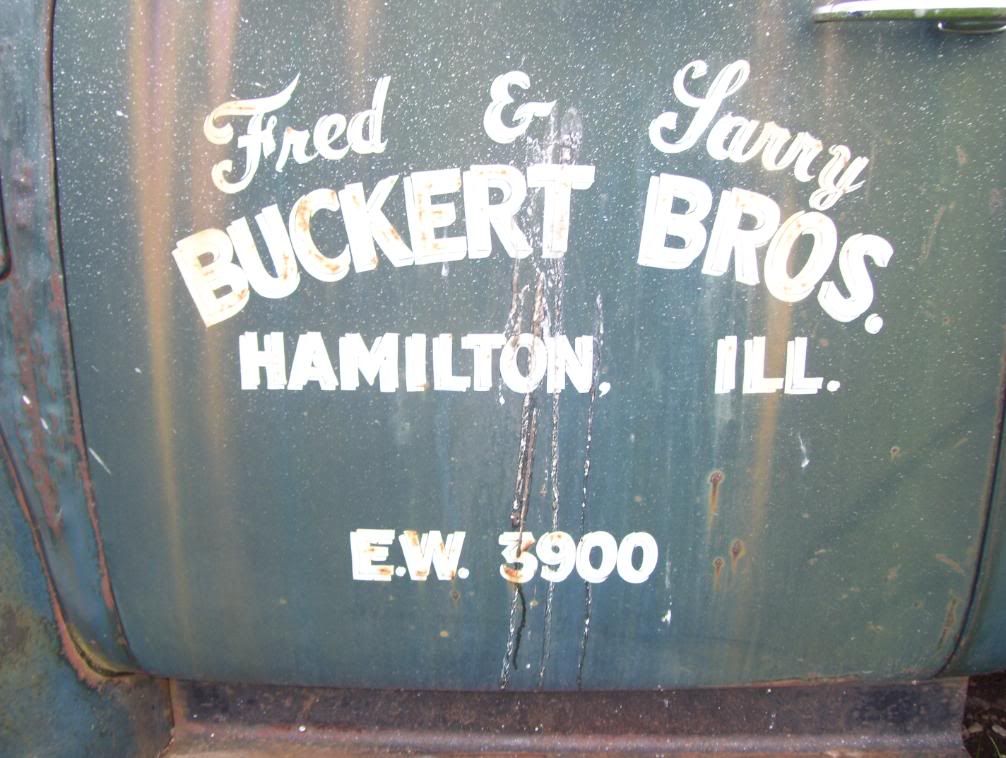 Fred & Larry
BUCKERT BROS.
HAMILTON, ILL.
E.W. 3900